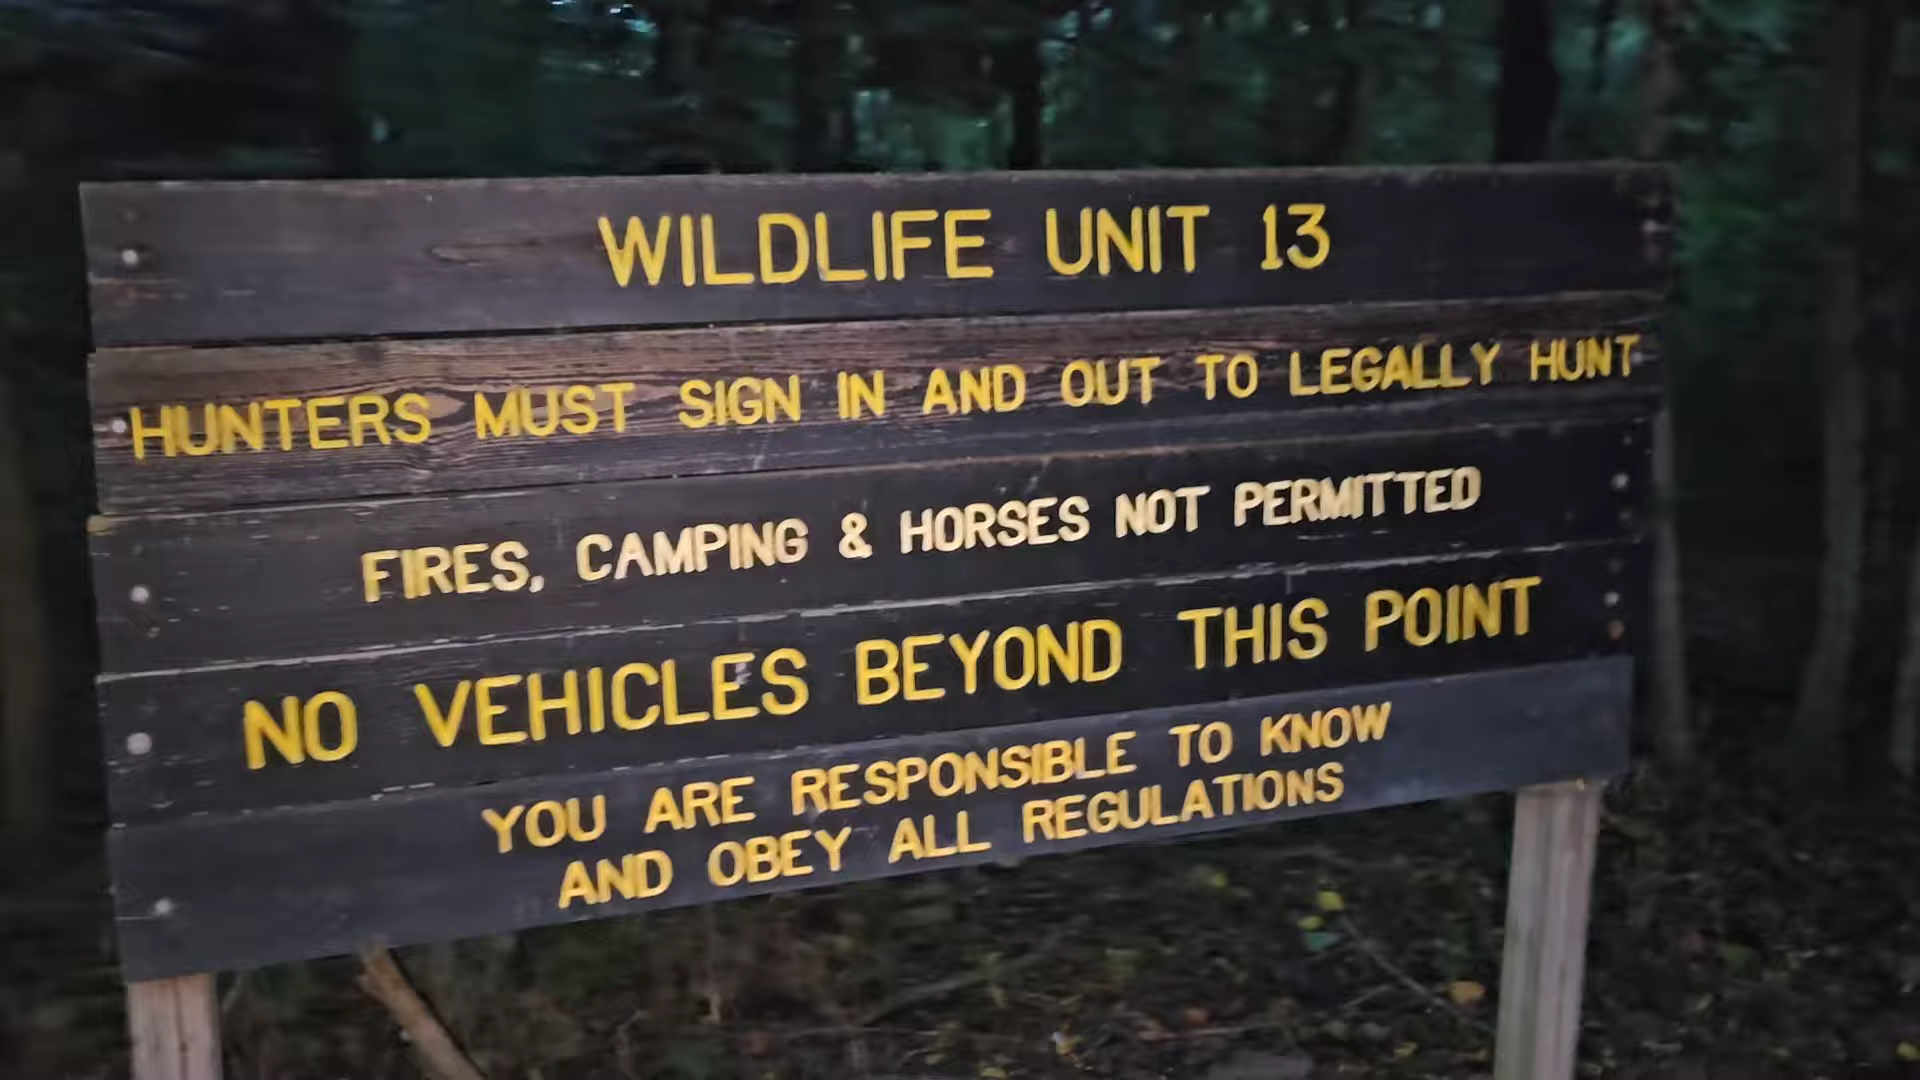 WILDLIFE UNIT 13
HUNTERS MUST SIGN IN AND OUT TO LEGALLY HUNT
FIRES, CAMPING & HORSES NOT PERMITTED
NO VEHICLES BEYOND THIS POINT
YOU ARE RESPONSIBLE TO KNOW
AND OBEY ALL REGULATIONS